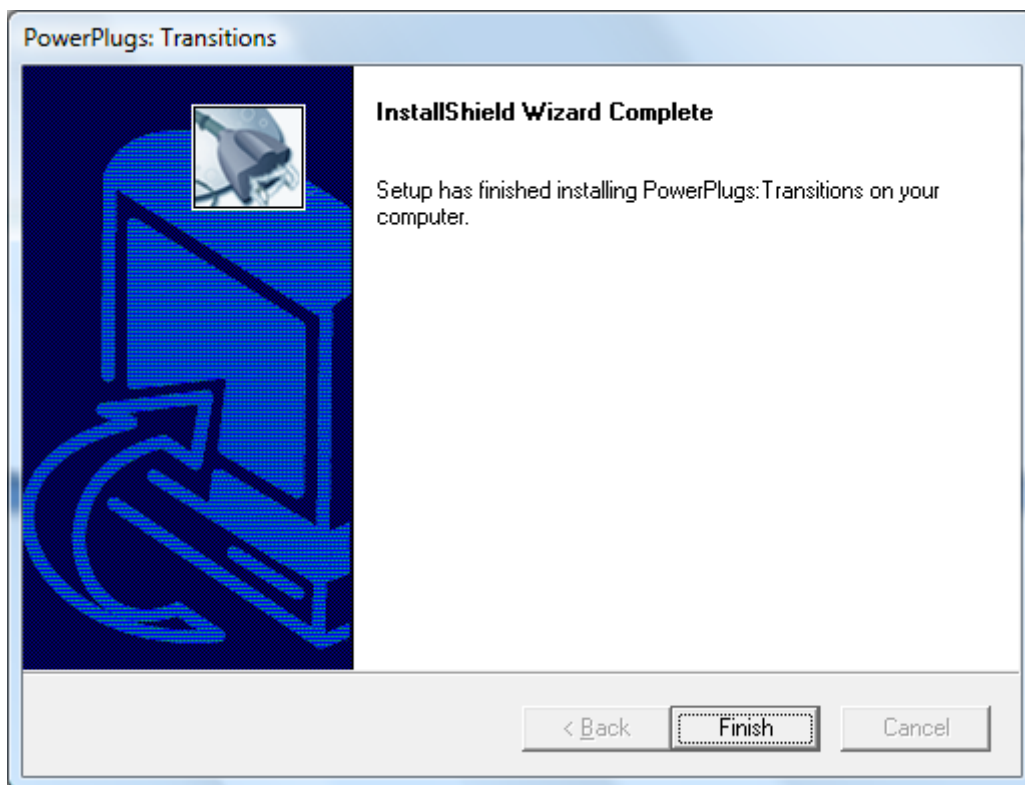 PowerPlugs: Transitions
InstallShield Wizard Complete
Setup has finished installing PowerPlugs:Transitions on your
computer.
< Back Finish Cancel